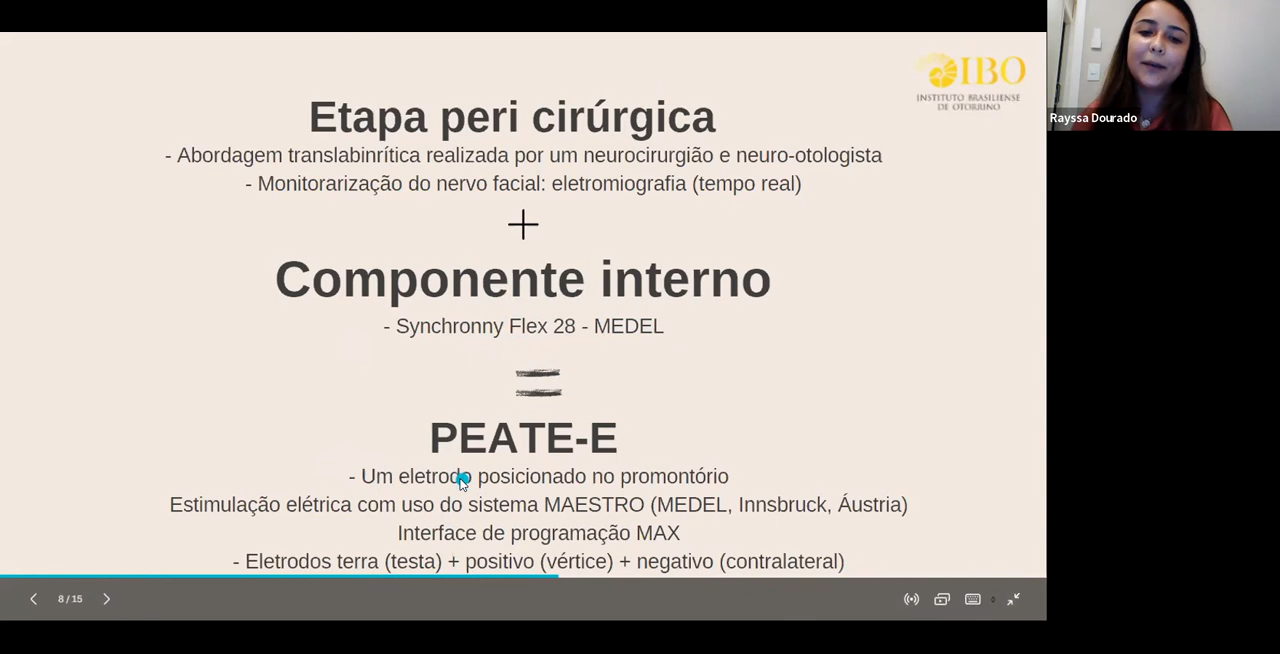 IBO
INSTITUTO BRASILIENSE
DE OTORRINO
Rayssa Dourado
Etapa peri cirúrgica
- Abordagem translabinrítica realizada por um neurocirurgião e neuro-otologista
- Monitorarização do nervo facial: eletromiografia (tempo real)
+
Componente interno
- Synchronny Flex 28 - MEDEL
=
PEATE-E
- Um eletrodo posicionado no promontório
Estimulação elétrica com uso do sistema MAESTRO (MEDEL, Innsbruck, Áustria)
Interface de programação MAX
- Eletrodos terra (testa) + positivo (vértice) + negativo (contralateral)
8 / 15